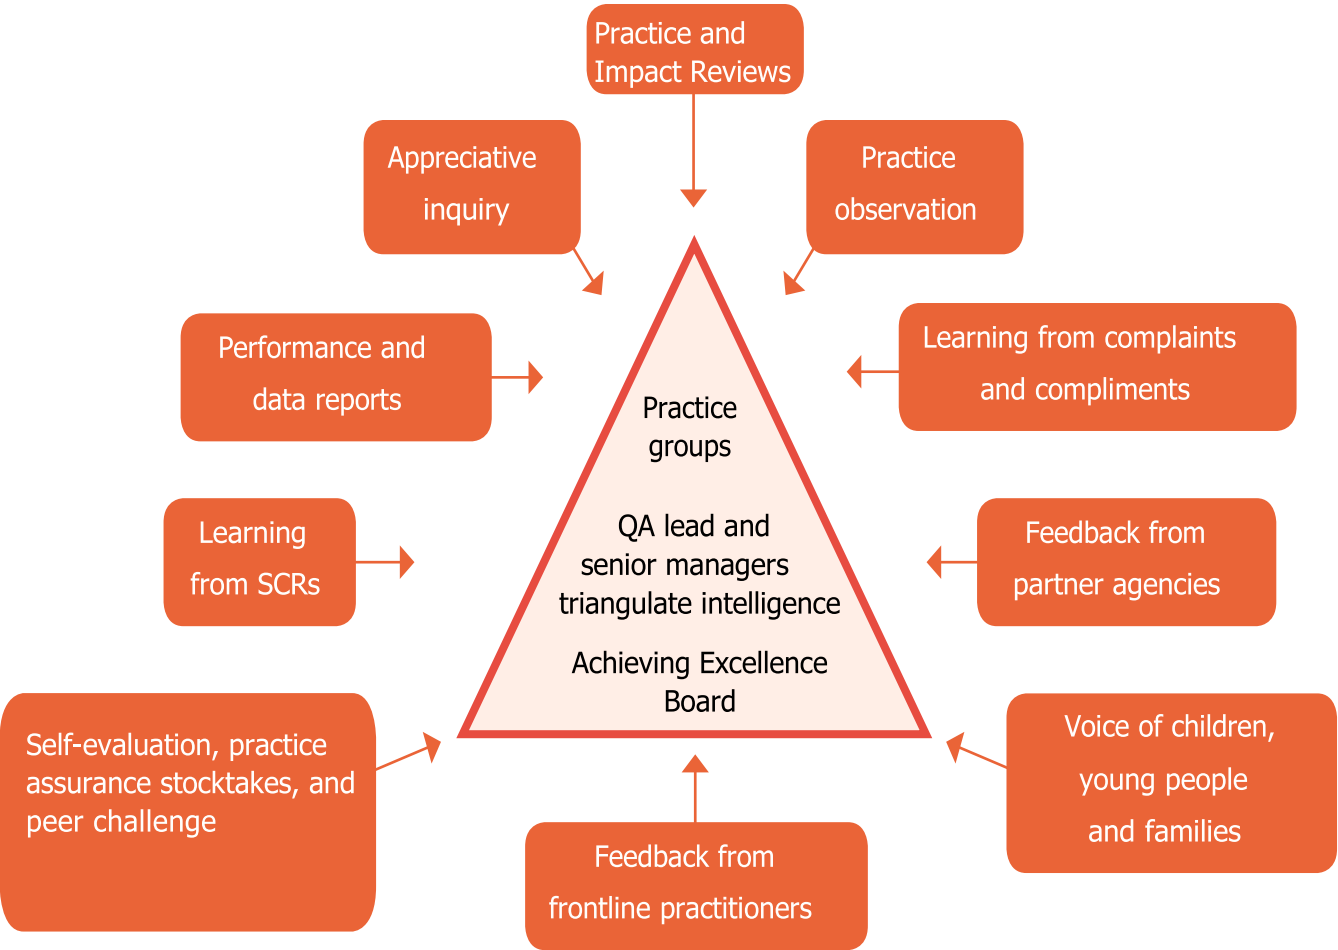 Practice and
Impact Reviews
Appreciative
inquiry
Practice
observation
Performance and
data reports
Learning from complaints
and compliments
Practice
groups
Learning
from SCRs
QA lead and
senior managers
triangulate intelligence
Feedback from
partner agencies
Achieving Excellence
Board
Self-evaluation, practice
assurance stocktakes, and
peer challenge
Voice of children,
young people
and families
Feedback from
frontline practitioners